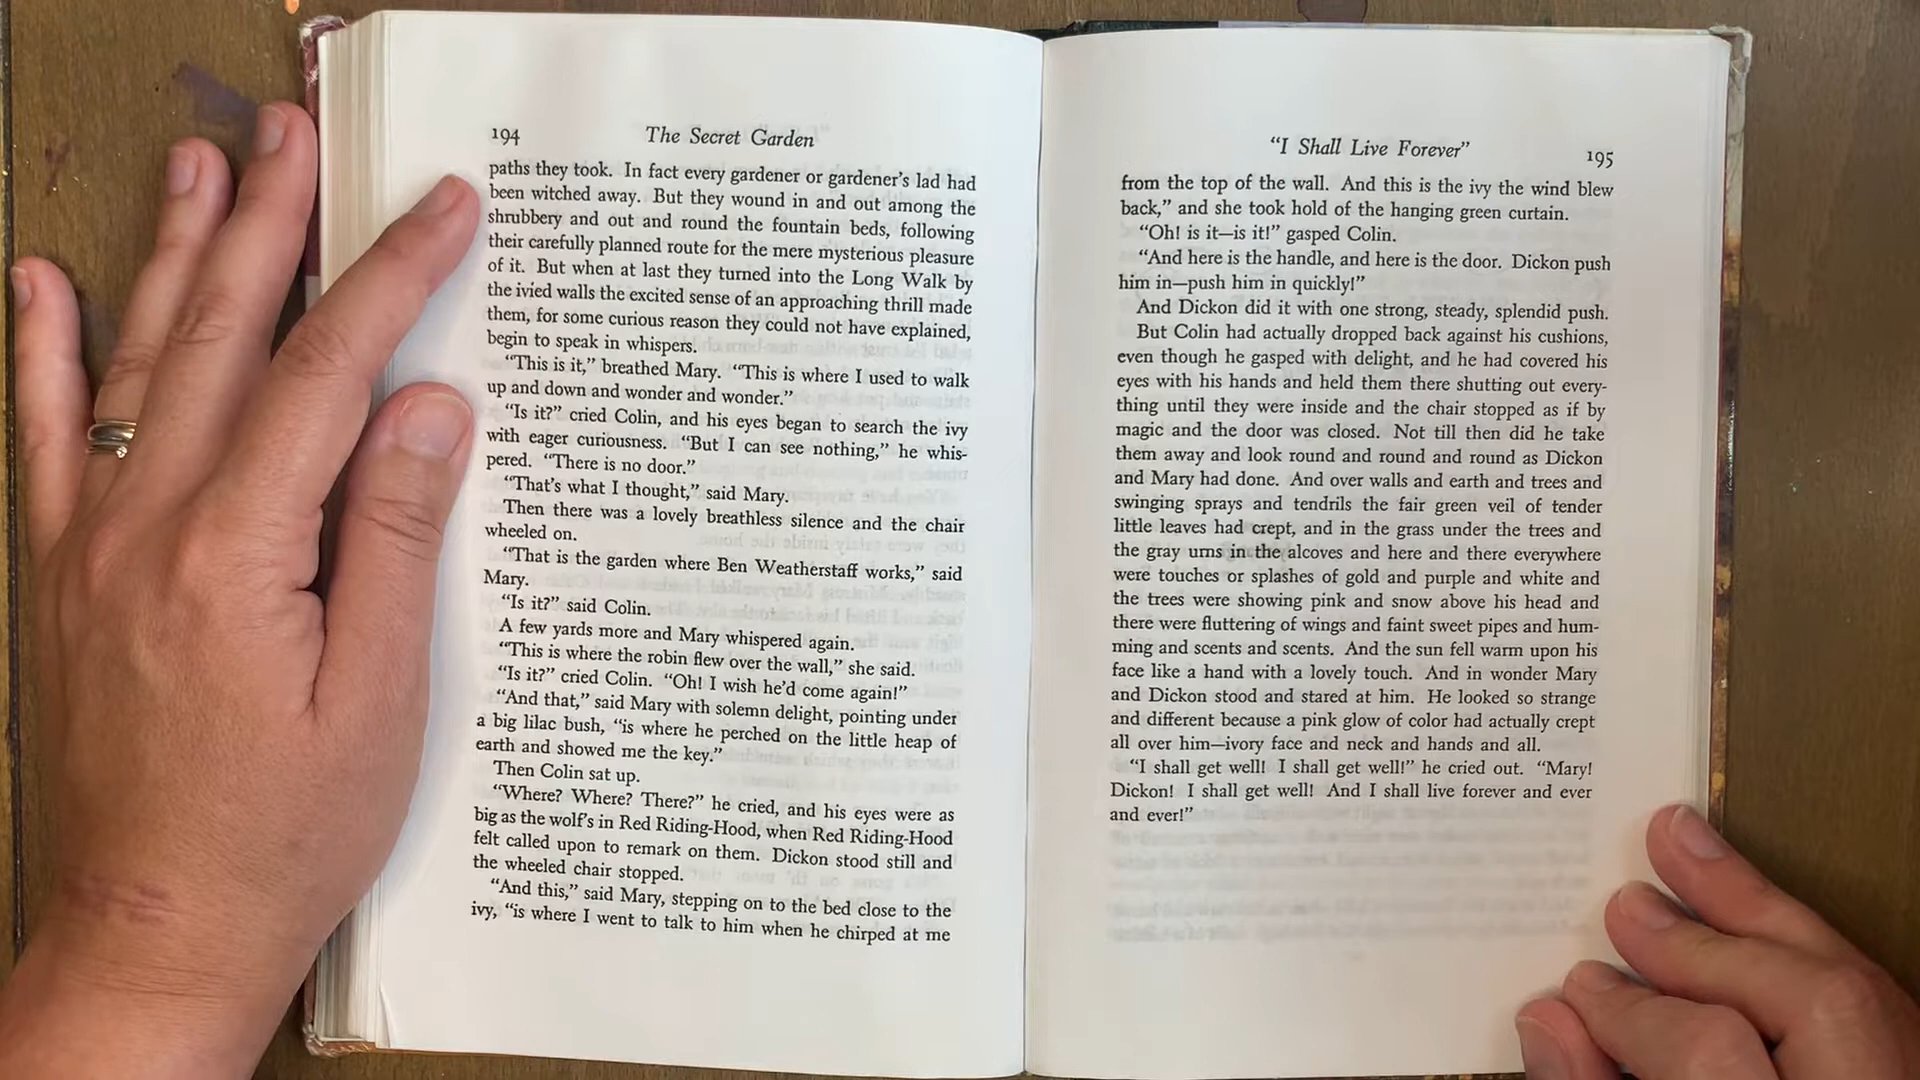 194
The Secret Garden
paths they took. In fact every gardener or gardener's lad had
been witched away. But they wound in and out among the
shrubbery and out and round the fountain beds, following
their carefully planned route for the mere mysterious pleasure
of it. But when at last they turned into the Long Walk by
the ivied walls the excited sense of an approaching thrill made
them, for some curious reason they could not have explained,
begin to speak in whispers.
“This is it,” breathed Mary. “This is where I used to walk
up and down and wonder and wonder.”
“Is it?” cried Colin, and his eyes began to search the ivy
with eager curiousness. “But I can see nothing,” he whis-
pered. “There is no door.”
“That's what I thought,” said Mary.
Then there was a lovely breathless silence and the chair
wheeled on.
“That is the garden where Ben Weatherstaff works,” said
Mary.
“Is it?” said Colin.
A few yards more and Mary whispered again.
“This is where the robin flew over the wall,” she said.
“Is it?” cried Colin. “Oh! I wish he'd come again!”
“And that,” said Mary with solemn delight, pointing under
a big lilac bush, “is where he perched on the little heap of
earth and showed me the key.”
Then Colin sat up.
“Where? Where? There?” he cried, and his eyes were as
big as the wolf's in Red Riding-Hood, when Red Riding-Hood
felt called upon to remark on them. Dickon stood still and
the wheeled chair stopped.
“And this,” said Mary, stepping on to the bed close to the
ivy, “is where I went to talk to him when he chirped at me
“I Shall Live Forever”
195
from the top of the wall. And this is the ivy the wind blew
back,” and she took hold of the hanging green curtain.
“Oh! is it—is it!” gasped Colin.
“And here is the handle, and here is the door. Dickon push
him in—push him in quickly!”
And Dickon did it with one strong, steady, splendid push.
But Colin had actually dropped back against his cushions,
even though he gasped with delight, and he had covered his
eyes with his hands and held them there shutting out every-
thing until they were inside and the chair stopped as if by
magic and the door was closed. Not till then did he take
them away and look round and round and round as Dickon
and Mary had done. And over walls and earth and trees and
swinging sprays and tendrils the fair green veil of tender
little leaves had crept, and in the grass under the trees and
the gray urns in the alcoves and here and there everywhere
were touches or splashes of gold and purple and white and
the trees were showing pink and snow above his head and
there were fluttering of wings and faint sweet pipes and hum-
ming and scents and scents. And the sun fell warm upon his
face like a hand with a lovely touch. And in wonder Mary
and Dickon stood and stared at him. He looked so strange
and different because a pink glow of color had actually crept
all over him—ivory face and neck and hands and all.
“I shall get well! I shall get well!” he cried out. “Mary!
Dickon! I shall get well! And I shall live forever and ever
and ever!”